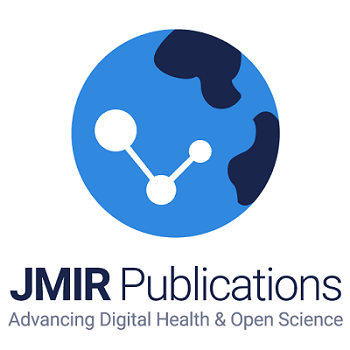 JMIR Publications
Advancing Digital Health & Open Science